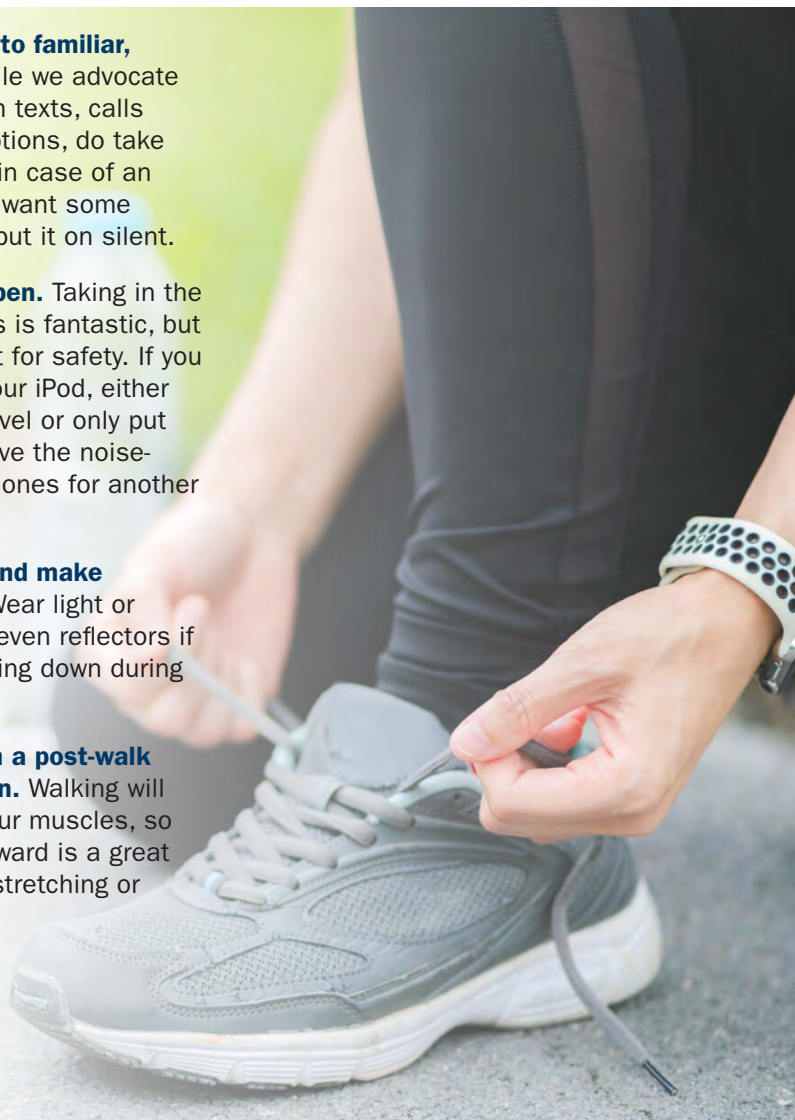 to familiar,
le we advocate
n texts, calls
tions, do take
in case of an
want some
put it on silent.
pen. Taking in the
s is fantastic, but
t for safety. If you
our iPod, either
vel or only put
ve the noise-
ones for another
nd make
Wear light or
even reflectors if
ing down during
a post-walk
n. Walking will
ur muscles, so
ward is a great
stretching or